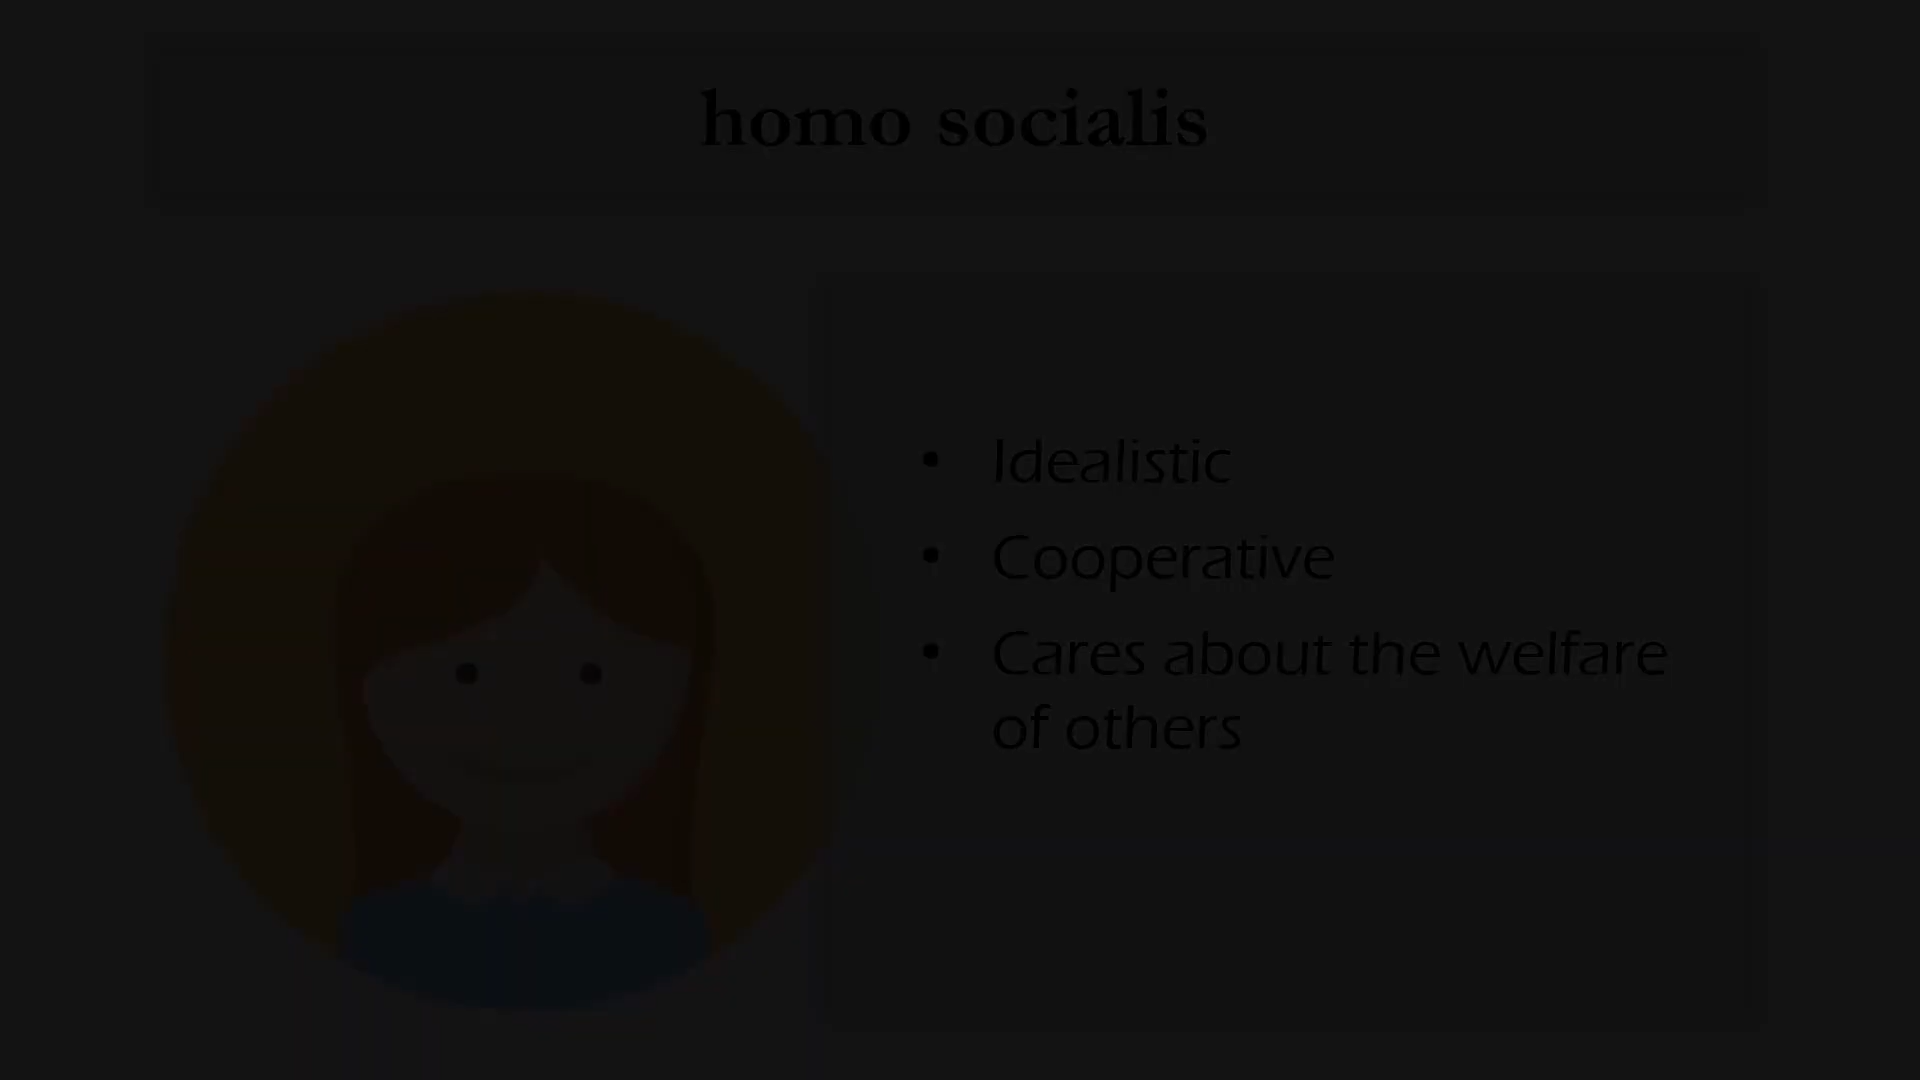 homo socialis
• Idealistic
• Cooperative
• Cares about the welfare
of others